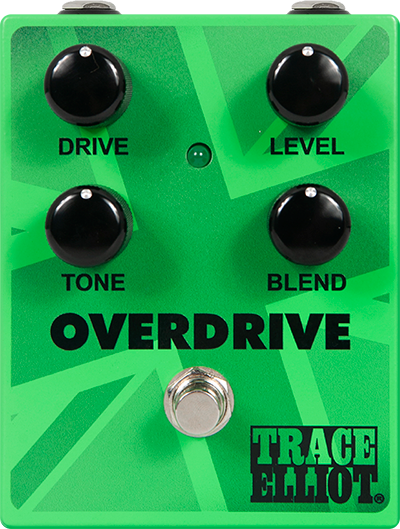 DRIVE LEVEL
TONE BLEND
OVERDRIVE
TRACE
ELLIOT®